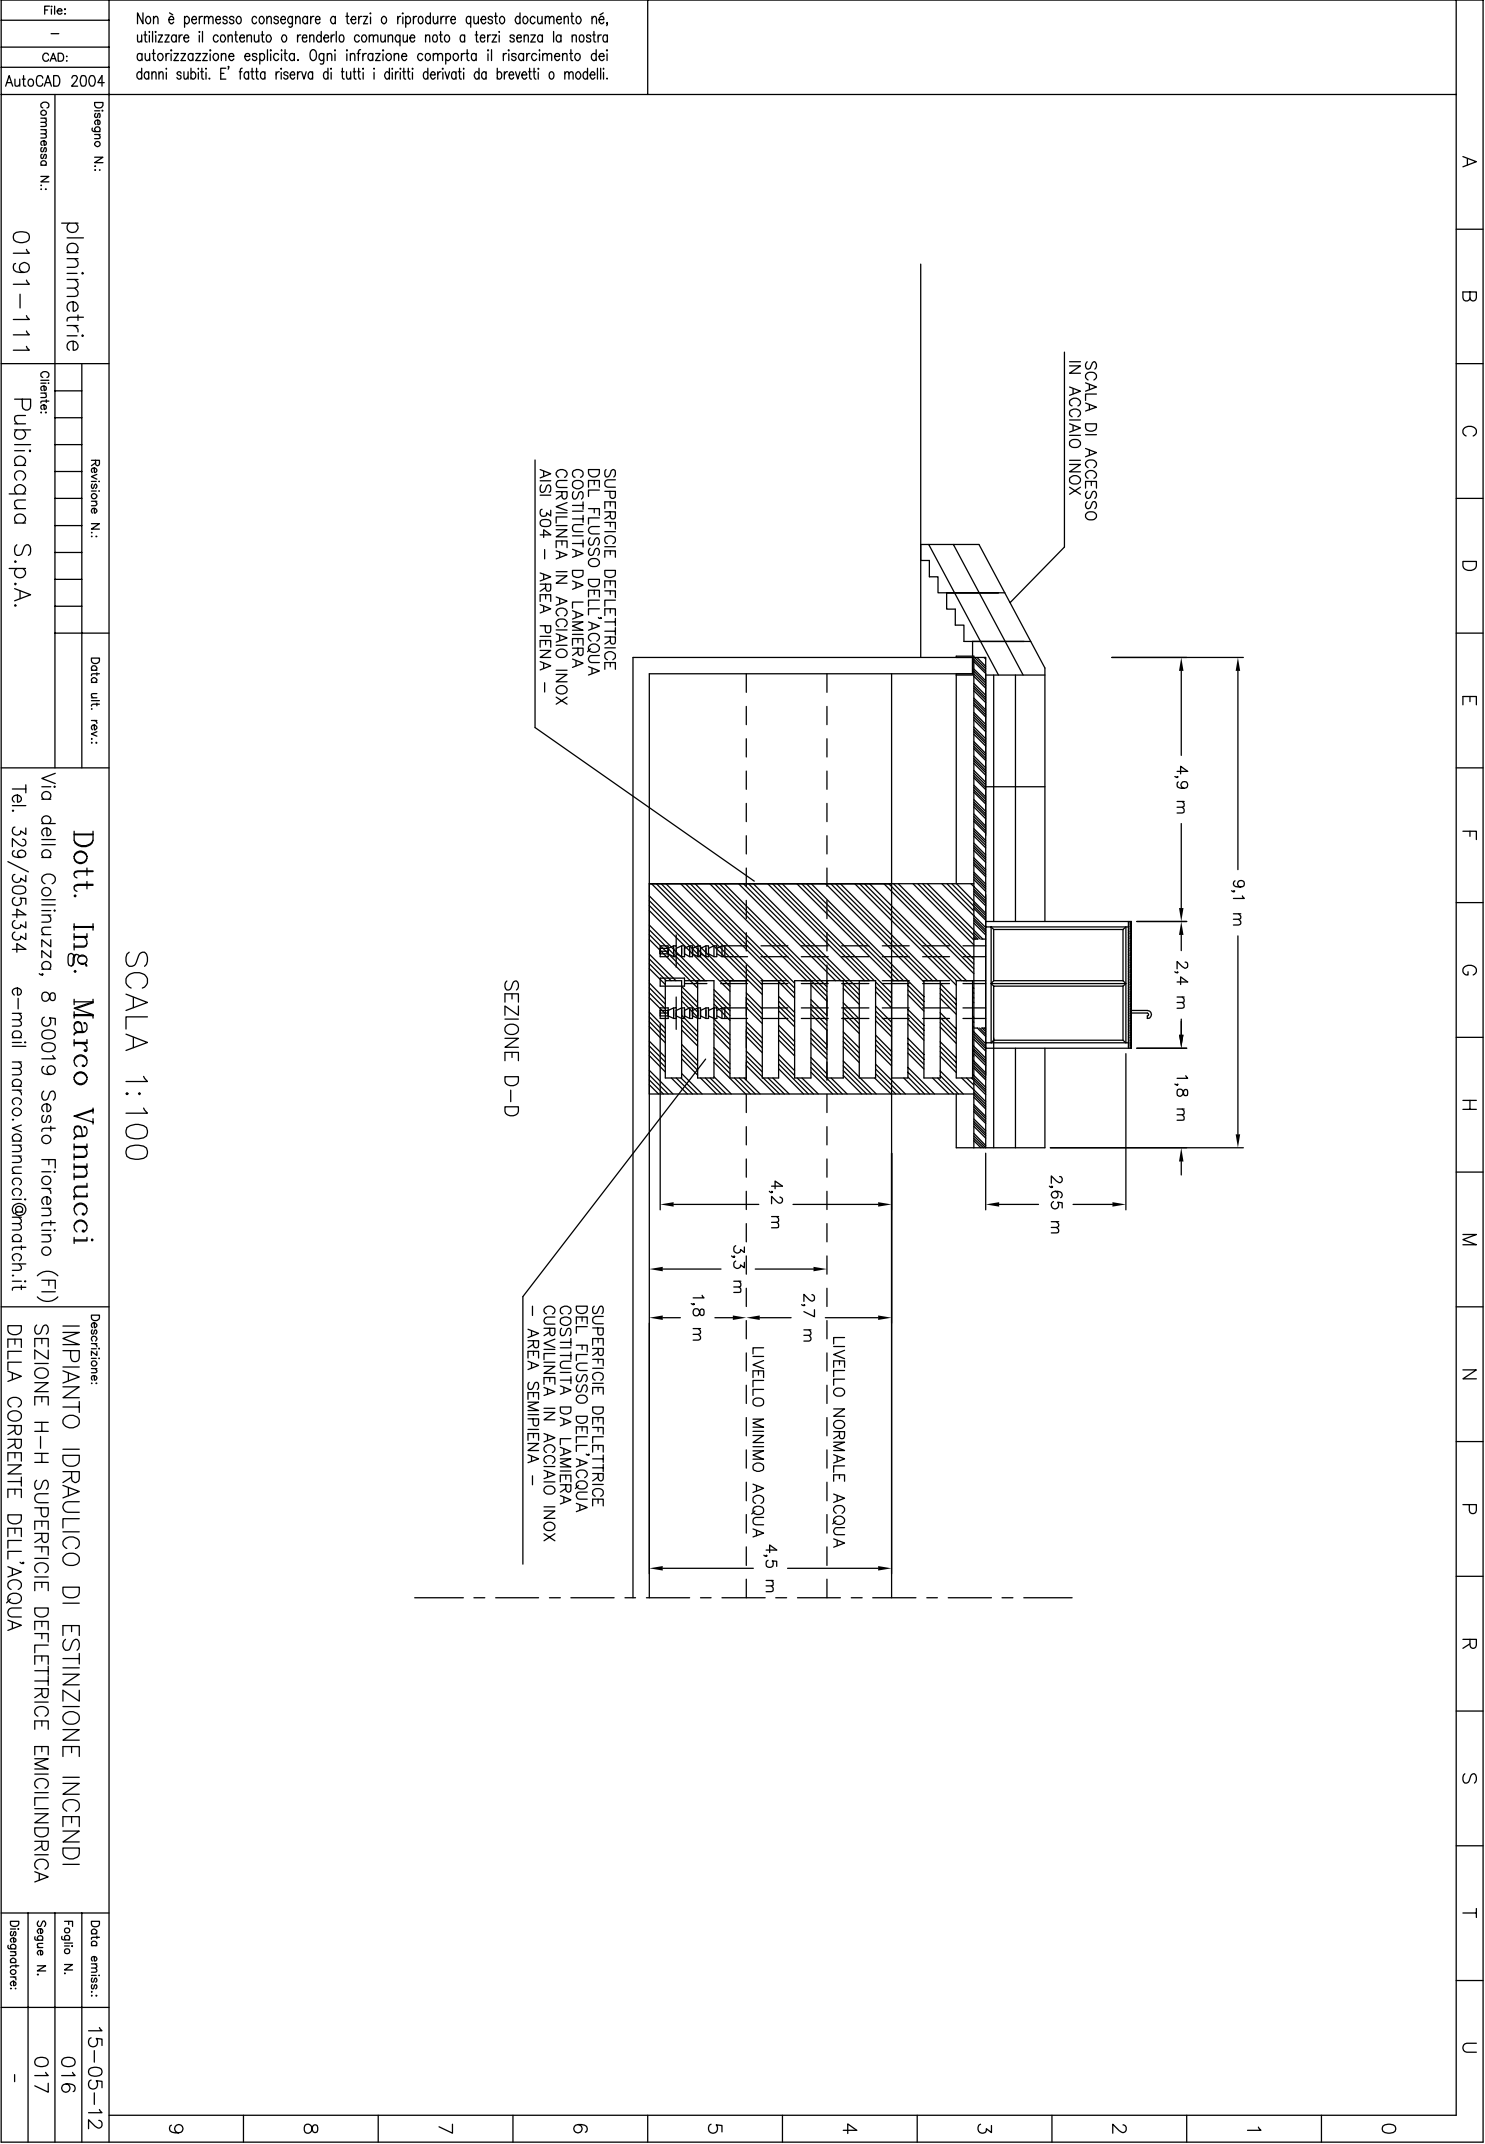 File:
-
CAD:
AutoCAD 2004
Non è permesso consegnare a terzi o riprodurre questo documento né,
utilizzare il contenuto o renderlo comunque noto a terzi senza la nostra
autorizzazzione esplicita. Ogni infrazione comporta il risarcimento dei
danni subiti. E' fatta riserva di tutti i diritti derivati da brevetti o modelli.
A
B
C
D
E
F
G
H
M
N
P
R
S
T
U
0
1
2
3
4
5
6
7
8
9
SCALA DI ACCESSO
IN ACCIAIO INOX
9,1 m
4,9 m
2,4 m
1,8 m
2,65 m
SUPERFICIE DEFLETTRICE
DEL FLUSSO DELL'ACQUA
COSTITUITA DA LAMIERA
CURVILINEA IN ACCIAIO INOX
AISI 304 - AREA PIENA -
4,2 m
3,3 m
2,7 m
1,8 m
LIVELLO NORMALE ACQUA
LIVELLO MINIMO ACQUA
4,5 m
SUPERFICIE DEFLETTRICE
DEL FLUSSO DELL'ACQUA
COSTITUITA DA LAMIERA
CURVILINEA IN ACCIAIO INOX
- AREA SEMIPIENA -
SEZIONE D-D
SCALA 1:100
Disegno N.:
planimetrie
Commessa N.:
0191-111
Revisione N.:
Data ult. rev.:
Cliente:
Publiacqua S.p.A.
Dott. Ing. Marco Vannucci
Via della Collinuzza, 8 50019 Sesto Fiorentino (FI)
Tel. 329/3054334 e-mail marco.vannucci@match.it
Descrizione:
IMPIANTO IDRAULICO DI ESTINZIONE INCENDI
SEZIONE H-H SUPERFICIE DEFLETTRICE EMICILINDRICA
DELLA CORRENTE DELL'ACQUA
Data emiss.: 15-05-12
Foglio N. 016
Segue N. 017
Disegnatore: -